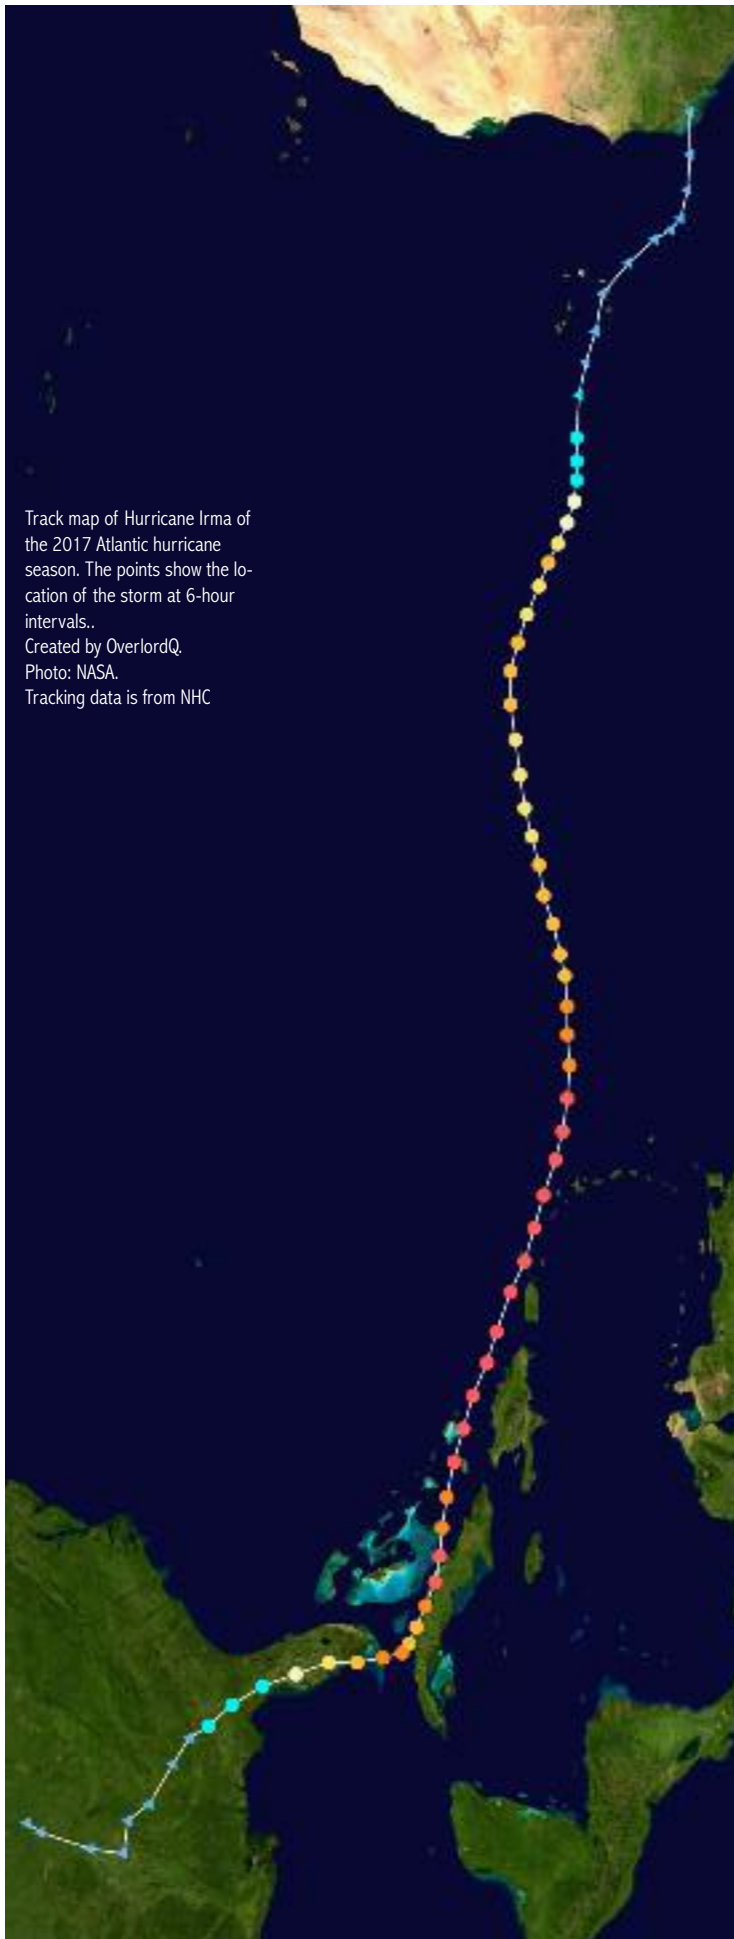 Track map of Hurricane Irma of
the 2017 Atlantic hurricane
season. The points show the lo-
cation of the storm at 6-hour
intervals..
Created by OverlordQ.
Photo: NASA.
Tracking data is from NHC